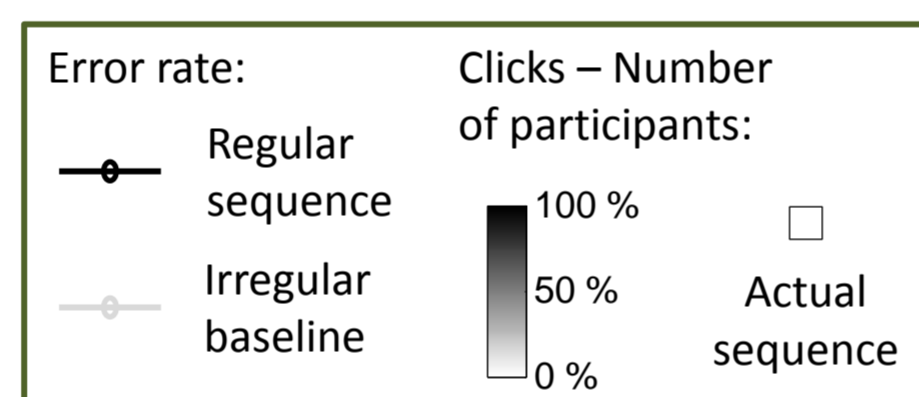 Error rate:
Regular
sequence
Irregular
baseline
Clicks – Number
of participants:
100 %
50 %
0 %
Actual
sequence